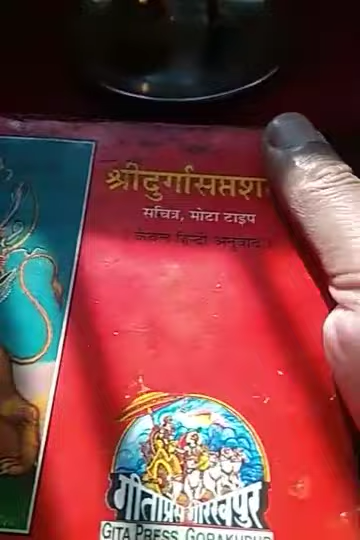 श्रीदुर्गासप्तश
सचित्र, मोटा टाइप
[केवल हिन्दी अनुवाद]
गीताप्रेस गोरखपुर
GITA PRESS, GORAKHPUR